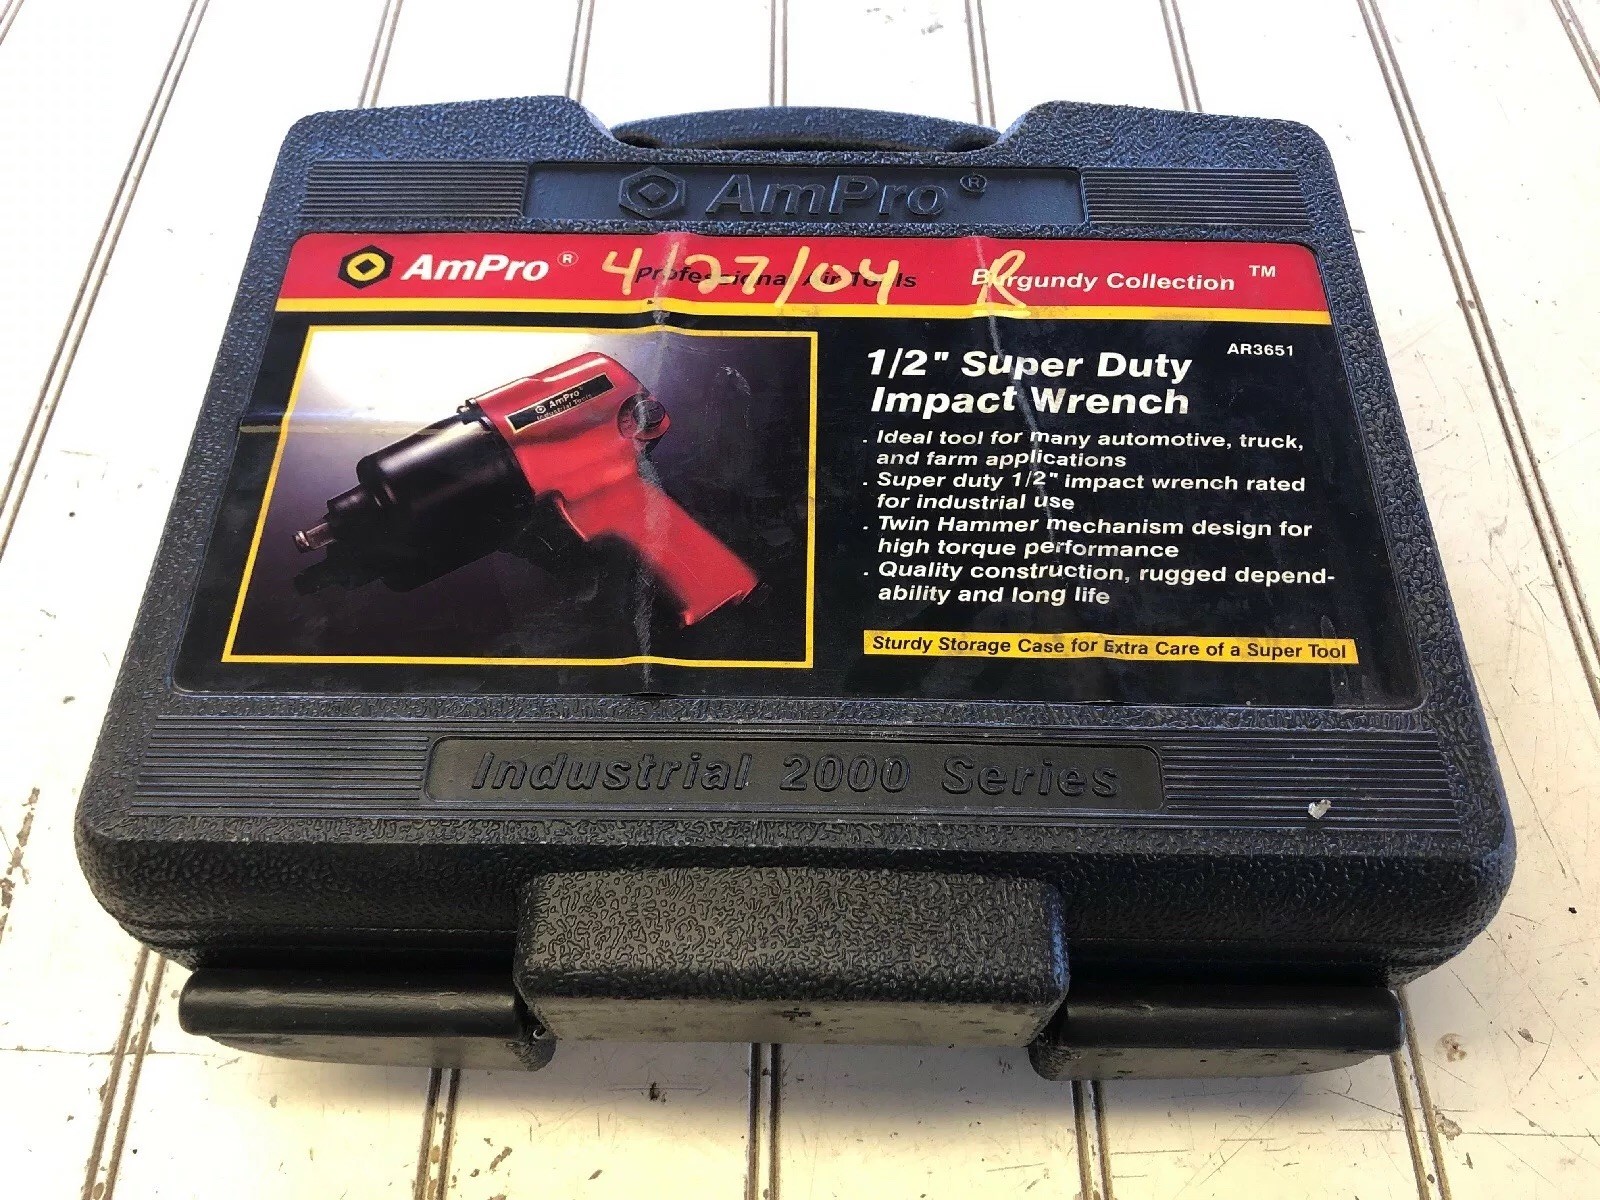 AmPro®
AmPro® Professional Air Tools Burgundy Collection ™
4/27/04 R
AR3651
1/2" Super Duty
Impact Wrench
. Ideal tool for many automotive, truck,
and farm applications
. Super duty 1/2" impact wrench rated
for industrial use
. Twin Hammer mechanism design for
high torque performance
. Quality construction, rugged depend-
ability and long life
Sturdy Storage Case for Extra Care of a Super Tool
AmPro®
Industrial Tools
Industrial 2000 Series